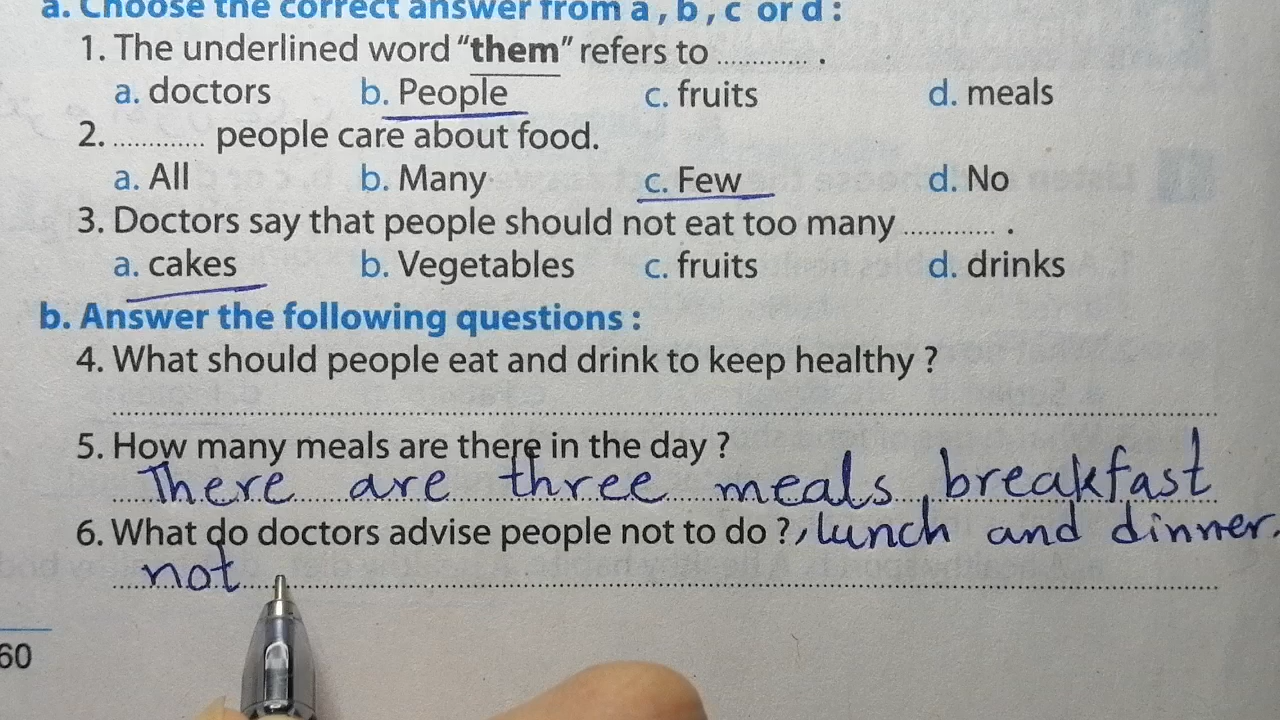 a. Choose the correct answer from a , b , c or d :
1. The underlined word “them” refers to ............. .
a. doctors b. People c. fruits d. meals
2. ............. people care about food.
a. All b. Many c. Few d. No
3. Doctors say that people should not eat too many ............. .
a. cakes b. Vegetables c. fruits d. drinks
b. Answer the following questions :
4. What should people eat and drink to keep healthy ?
5. How many meals are there in the day ?
There are three meals, breakfast
6. What do doctors advise people not to do ? , lunch and dinner.
not
60